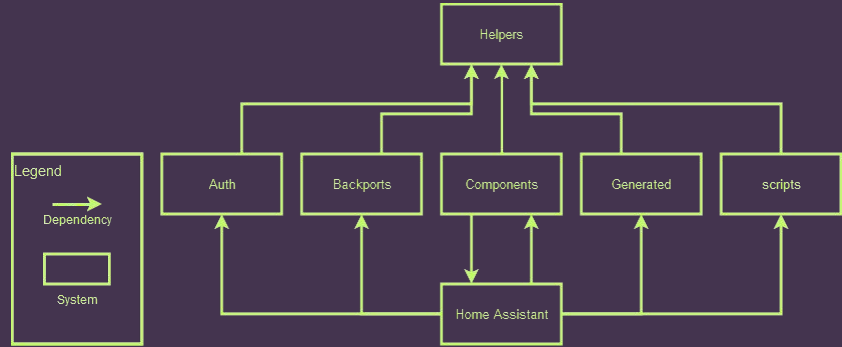 Helpers
Legend
Dependency
System
Auth
Backports
Components
Generated
scripts
Home Assistant